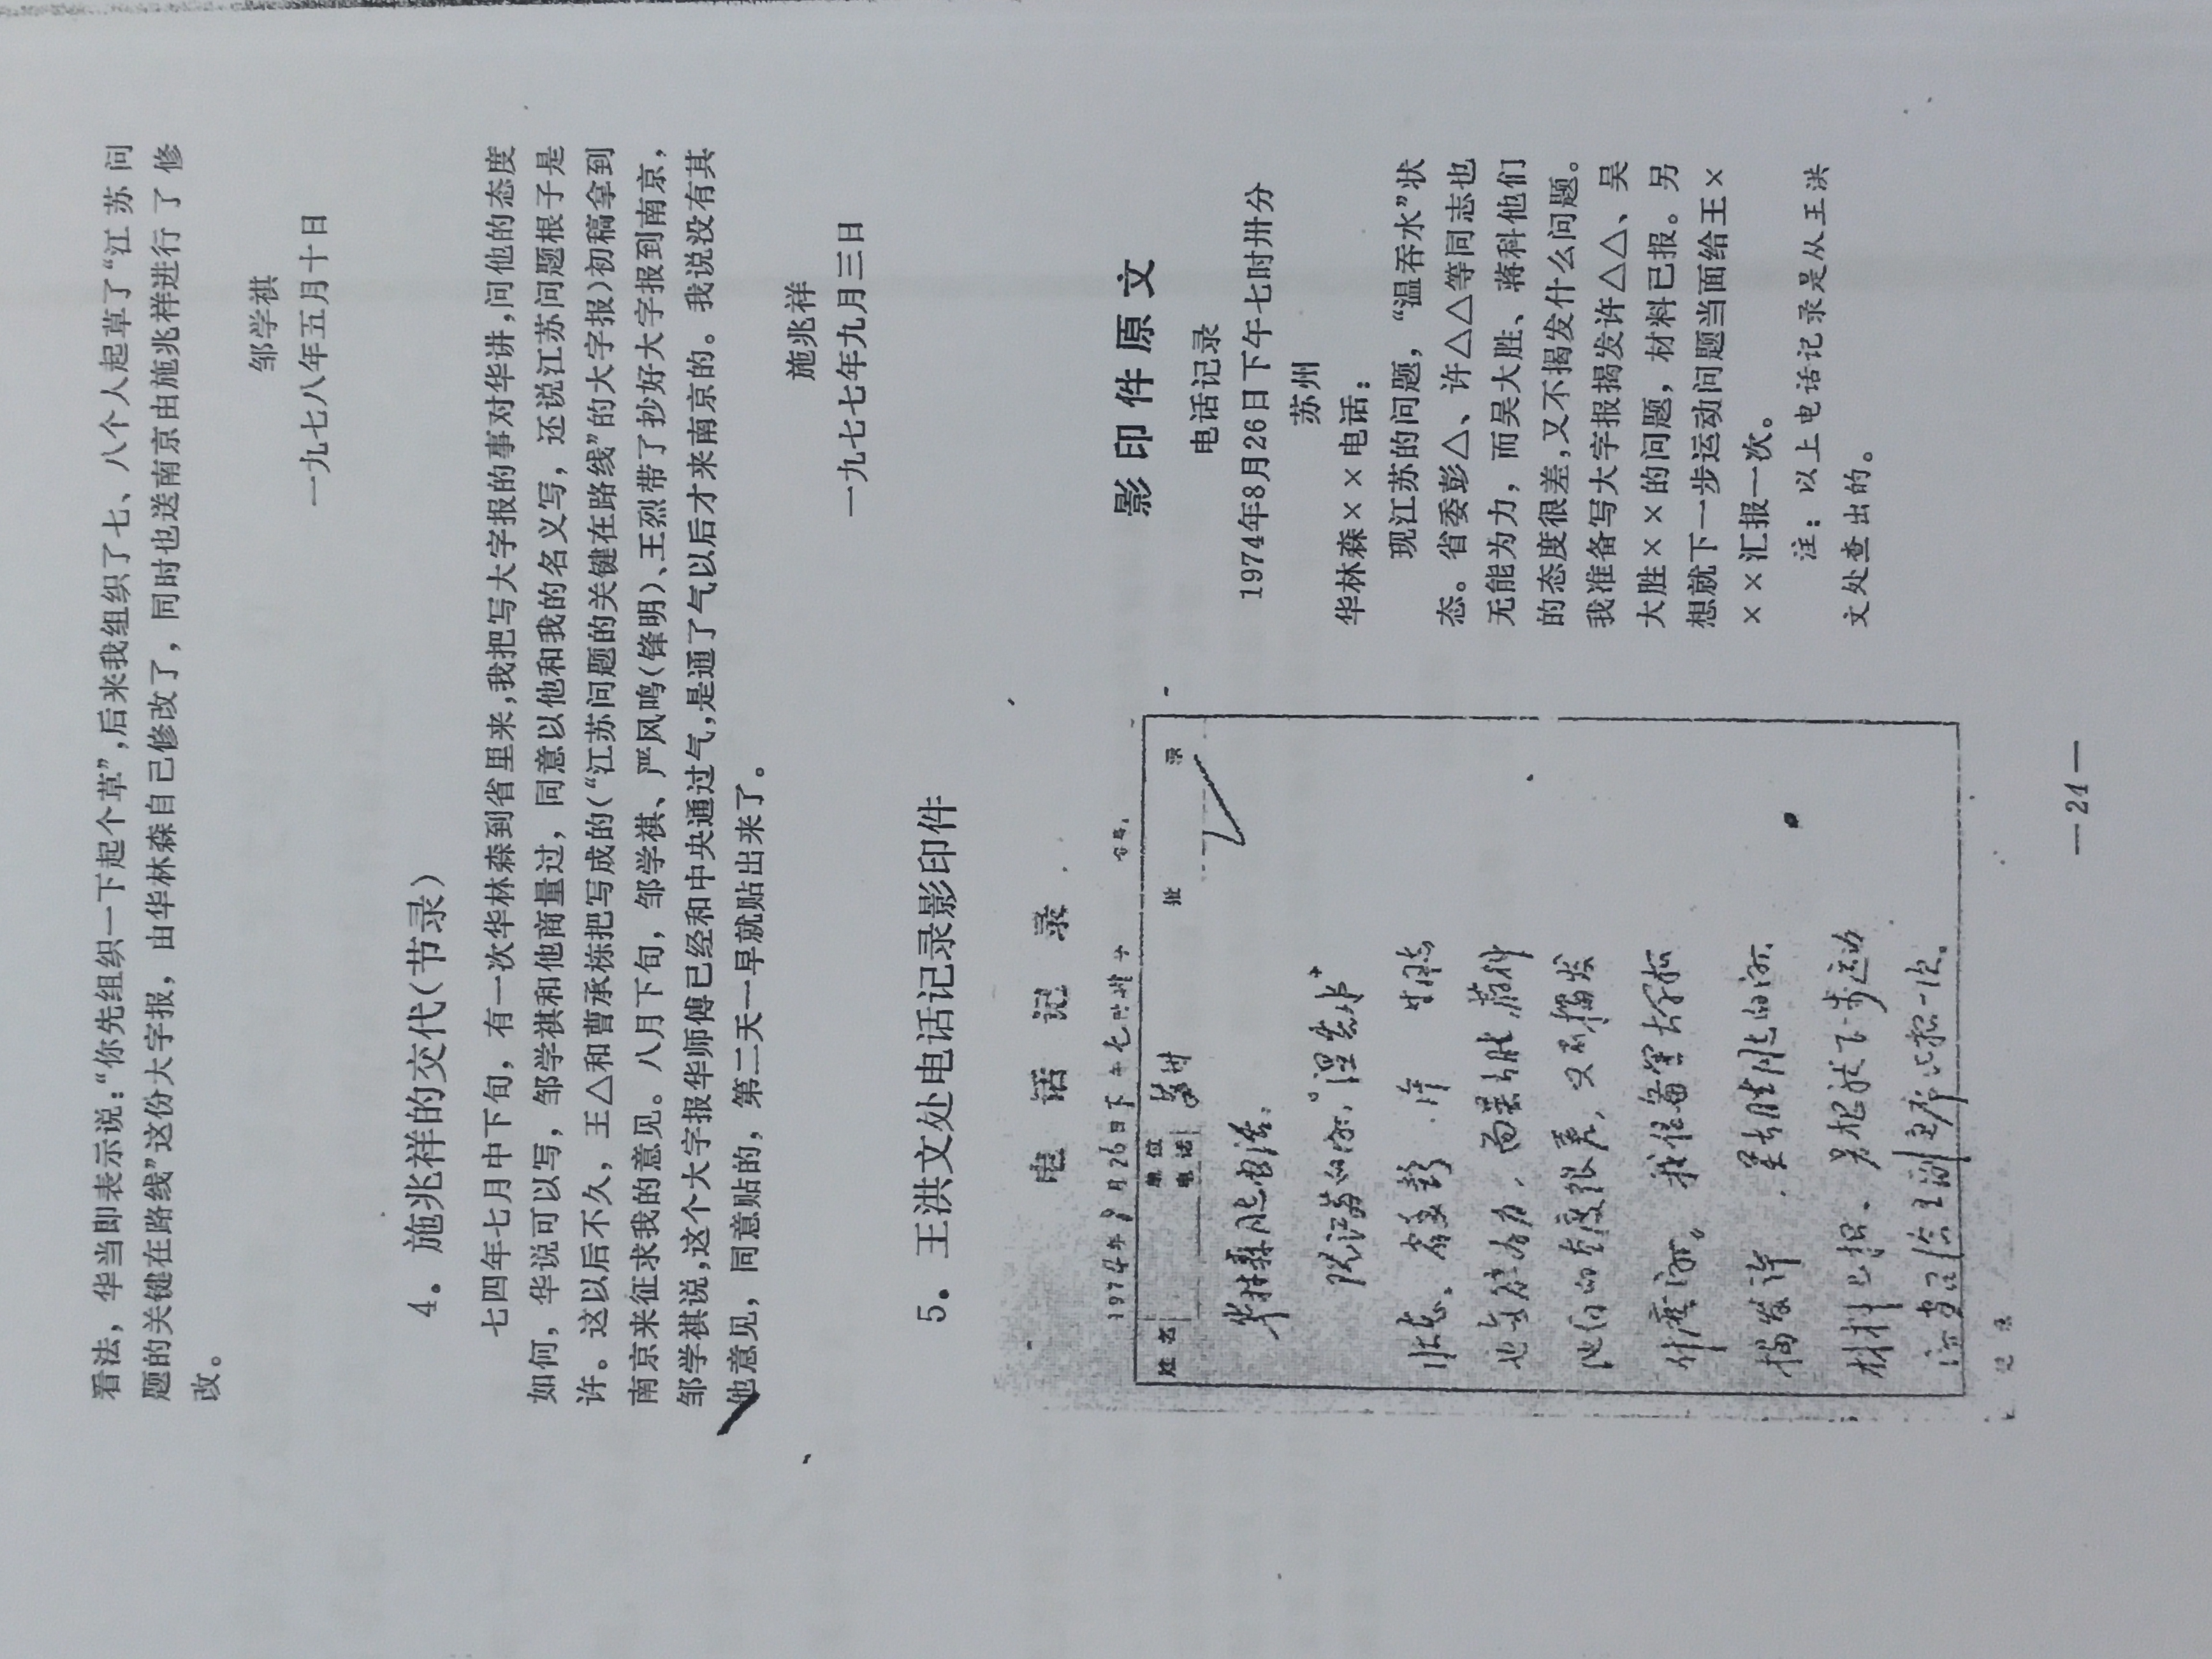 看法，华当即表示说：“你先组织一下起个草”，后来我组织了七、八个人起草了“江苏问
题的关键在路线”这份大字报，由华林森自己修改了，同时也送南京由施兆祥进行了修
改。
邹学祺
一九七八年五月十日
4．施兆祥的交代（节录）
七四年七月中下旬，有一次华林森到省里来，我把写大字报的事对华讲，问他的态度
如何，华说可以写，邹学祺和他商量过，同意以他和我的名义写，还说江苏问题根子是
许。这以后不久，王△和曹承栋把写成的（“江苏问题的关键在路线”的大字报）初稿拿到
南京来征求我的意见。八月下旬，邹学祺、严风鸣（锋明）、王烈带了抄好大字报到南京，
邹学祺说，这个大字报华师傅已经和中央通过气，是通了气以后才来南京的。我说没有其
他意见，同意贴的，第二天一早就贴出来了。
施兆祥
一九七七年九月三日
5．王洪文处电话记录影印件
电话记录
1974年8月26日下午七时卅分
姓名 单位 电话 苏州 批 录
华林森同志电话：
现江苏的问题，“温吞水”
状态。省委彭 、许 等同志
也无能为力，而吴大胜、蒋科
他们的态度很差，又不揭发
什么问题。我准备写大字报
揭发许 、吴大胜同志的问题，
材料已报。另想就下一步运动
问题当面给王副主席汇报一次。
记录
影印件原文
电话记录
1974年8月26日下午七时卅分
苏州
华林森××电话：
现江苏的问题，“温吞水”状
态。省委彭△、许△△等同志也
无能为力，而吴大胜、蒋科他们
的态度很差，又不揭发什么问题。
我准备写大字报揭发许△△、吴
大胜××的问题，材料已报。另
想就下一步运动问题当面给王×
××汇报一次。
注：以上电话记录是从王洪
文处查出的。
—24—